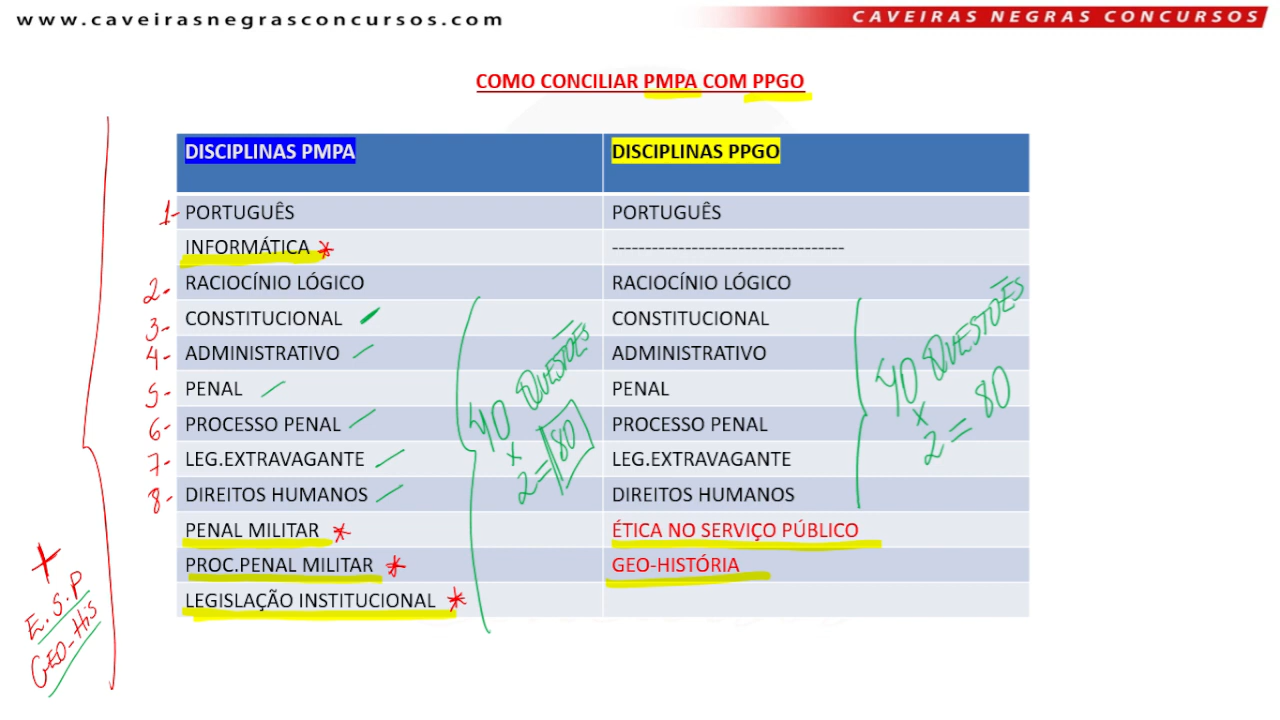 www.caveirasnegrasconcursos.com
CAVEIRAS NEGRAS CONCURSOS
COMO CONCILIAR PMPA COM PPGO
DISCIPLINAS PMPA DISCIPLINAS PPGO
1- PORTUGUÊS PORTUGUÊS
INFORMÁTICA * -----------------------------------
2- RACIOCÍNIO LÓGICO RACIOCÍNIO LÓGICO
3- CONSTITUCIONAL CONSTITUCIONAL
4- ADMINISTRATIVO ADMINISTRATIVO
5- PENAL PENAL
6- PROCESSO PENAL PROCESSO PENAL
7- LEG.EXTRAVAGANTE LEG.EXTRAVAGANTE
8- DIREITOS HUMANOS DIREITOS HUMANOS
PENAL MILITAR * ÉTICA NO SERVIÇO PÚBLICO
PROC.PENAL MILITAR * GEO-HISTÓRIA
LEGISLAÇÃO INSTITUCIONAL *
40 QUESTÕES
x
2 = 80
40 QUESTÕES
x
2 = 80
+
E.S.P
GEO-HIS